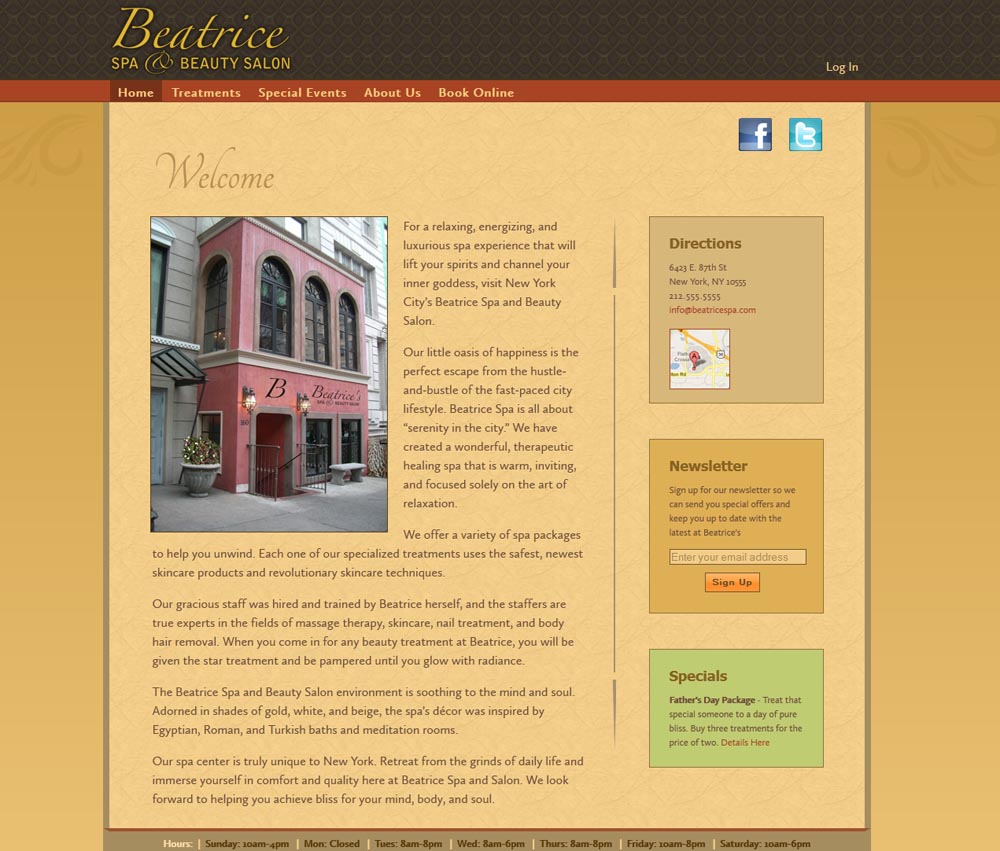 Beatrice
SPA & BEAUTY SALON
Log In
Home Treatments Special Events About Us Book Online
f t
Welcome
For a relaxing, energizing, and
luxurious spa experience that will
lift your spirits and channel your
inner goddess, visit New York
City's Beatrice Spa and Beauty
Salon.
Our little oasis of happiness is the
perfect escape from the hustle-
and-bustle of the fast-paced city
lifestyle. Beatrice Spa is all about
“serenity in the city.” We have
created a wonderful, therapeutic
healing spa that is warm, inviting,
and focused solely on the art of
relaxation.
B Beatrice's
SPA & BEAUTY SALON
We offer a variety of spa packages
to help you unwind. Each one of our specialized treatments uses the safest, newest
skincare products and revolutionary skincare techniques.
Our gracious staff was hired and trained by Beatrice herself, and the staffers are
true experts in the fields of massage therapy, skincare, nail treatment, and body
hair removal. When you come in for any beauty treatment at Beatrice, you will be
given the star treatment and be pampered until you glow with radiance.
The Beatrice Spa and Beauty Salon environment is soothing to the mind and soul.
Adorned in shades of gold, white, and beige, the spa's décor was inspired by
Egyptian, Roman, and Turkish baths and meditation rooms.
Our spa center is truly unique to New York. Retreat from the grinds of daily life and
immerse yourself in comfort and quality here at Beatrice Spa and Salon. We look
forward to helping you achieve bliss for your mind, body, and soul.
Directions
6423 E. 87th St
New York, NY 10555
212.555.5555
info@beatricespa.com
A
Newsletter
Sign up for our newsletter so we
can send you special offers and
keep you up to date with the
latest at Beatrice's
Enter your email address
Sign Up
Specials
Father's Day Package - Treat that
special someone to a day of pure
bliss. Buy three treatments for the
price of two. Details Here
Hours: | Sunday: 10am-4pm | Mon: Closed | Tues: 8am-8pm | Wed: 8am-6pm | Thurs: 8am-8pm | Friday: 10am-8pm | Saturday: 10am-6pm